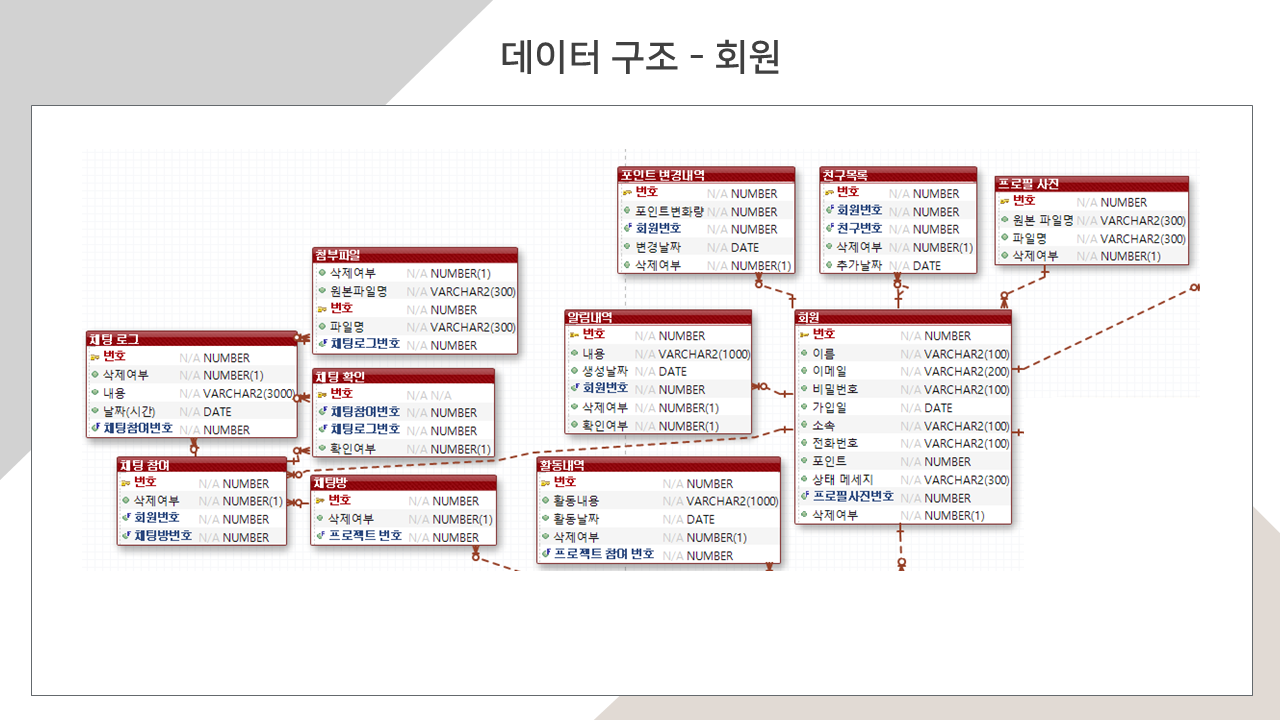 데이터 구조 - 회원
포인트 변경내역
번호 N/A NUMBER
포인트변화량 N/A NUMBER
회원번호 N/A NUMBER
변경날짜 N/A DATE
삭제여부 N/A NUMBER(1)
친구목록
번호 N/A NUMBER
회원번호 N/A NUMBER
친구번호 N/A NUMBER
삭제여부 N/A NUMBER(1)
추가날짜 N/A DATE
프로필 사진
번호 N/A NUMBER
원본 파일명 N/A VARCHAR2(300)
파일명 N/A VARCHAR2(300)
삭제여부 N/A NUMBER(1)
첨부파일
삭제여부 N/A NUMBER(1)
원본파일명 N/A VARCHAR2(300)
번호 N/A NUMBER
파일명 N/A VARCHAR2(300)
채팅로그번호 N/A NUMBER
채팅 로그
번호 N/A NUMBER
삭제여부 N/A NUMBER(1)
내용 N/A VARCHAR2(3000)
날짜(시간) N/A DATE
채팅참여번호 N/A NUMBER
채팅 확인
번호 N/A N/A
채팅참여번호 N/A NUMBER
채팅로그번호 N/A NUMBER
확인여부 N/A NUMBER(1)
알림내역
번호 N/A NUMBER
내용 N/A VARCHAR2(1000)
생성날짜 N/A DATE
회원번호 N/A NUMBER
삭제여부 N/A NUMBER(1)
확인여부 N/A NUMBER(1)
회원
번호 N/A NUMBER
이름 N/A VARCHAR2(100)
이메일 N/A VARCHAR2(200)
비밀번호 N/A VARCHAR2(100)
가입일 N/A DATE
소속 N/A VARCHAR2(100)
전화번호 N/A VARCHAR2(100)
포인트 N/A NUMBER
상태 메세지 N/A VARCHAR2(300)
프로필사진번호 N/A NUMBER
삭제여부 N/A NUMBER(1)
채팅 참여
번호 N/A NUMBER
삭제여부 N/A NUMBER(1)
회원번호 N/A NUMBER
채팅방번호 N/A NUMBER
채팅방
번호 N/A NUMBER
삭제여부 N/A NUMBER(1)
프로젝트 번호 N/A NUMBER
활동내역
번호 N/A NUMBER
활동내용 N/A VARCHAR2(1000)
활동날짜 N/A DATE
삭제여부 N/A NUMBER(1)
프로젝트 참여 번호 N/A NUMBER